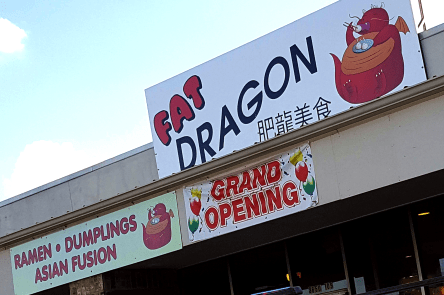 FAT
DRAGON
肥龍美食
GRAND
OPENING
RAMEN • DUMPLINGS
ASIAN FUSION